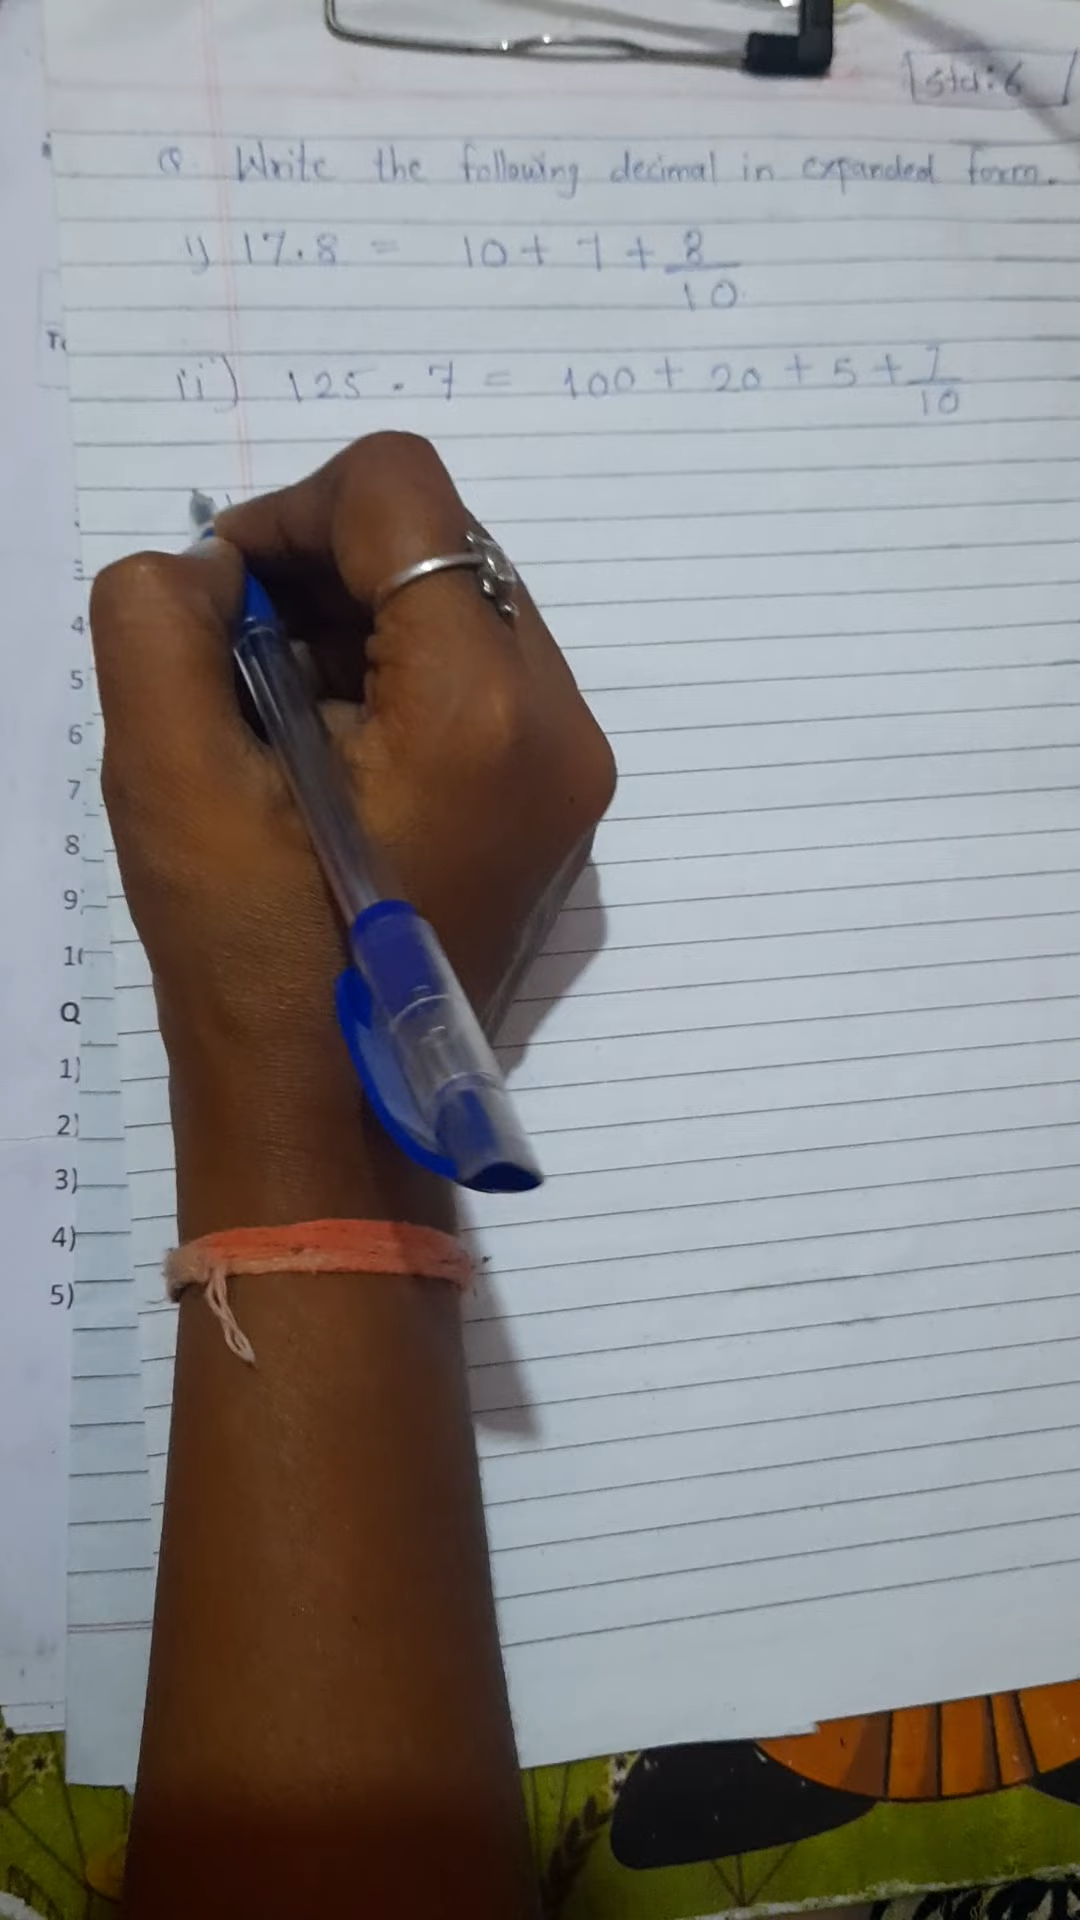 Std: 6
Q. Write the following decimal in expanded form.
i) 17.8 = 10 + 7 + 8/10
ii) 125.7 = 100 + 20 + 5 + 7/10
3
4
5
6
7
8
9
Q
1)
2)
3)
4)
5)